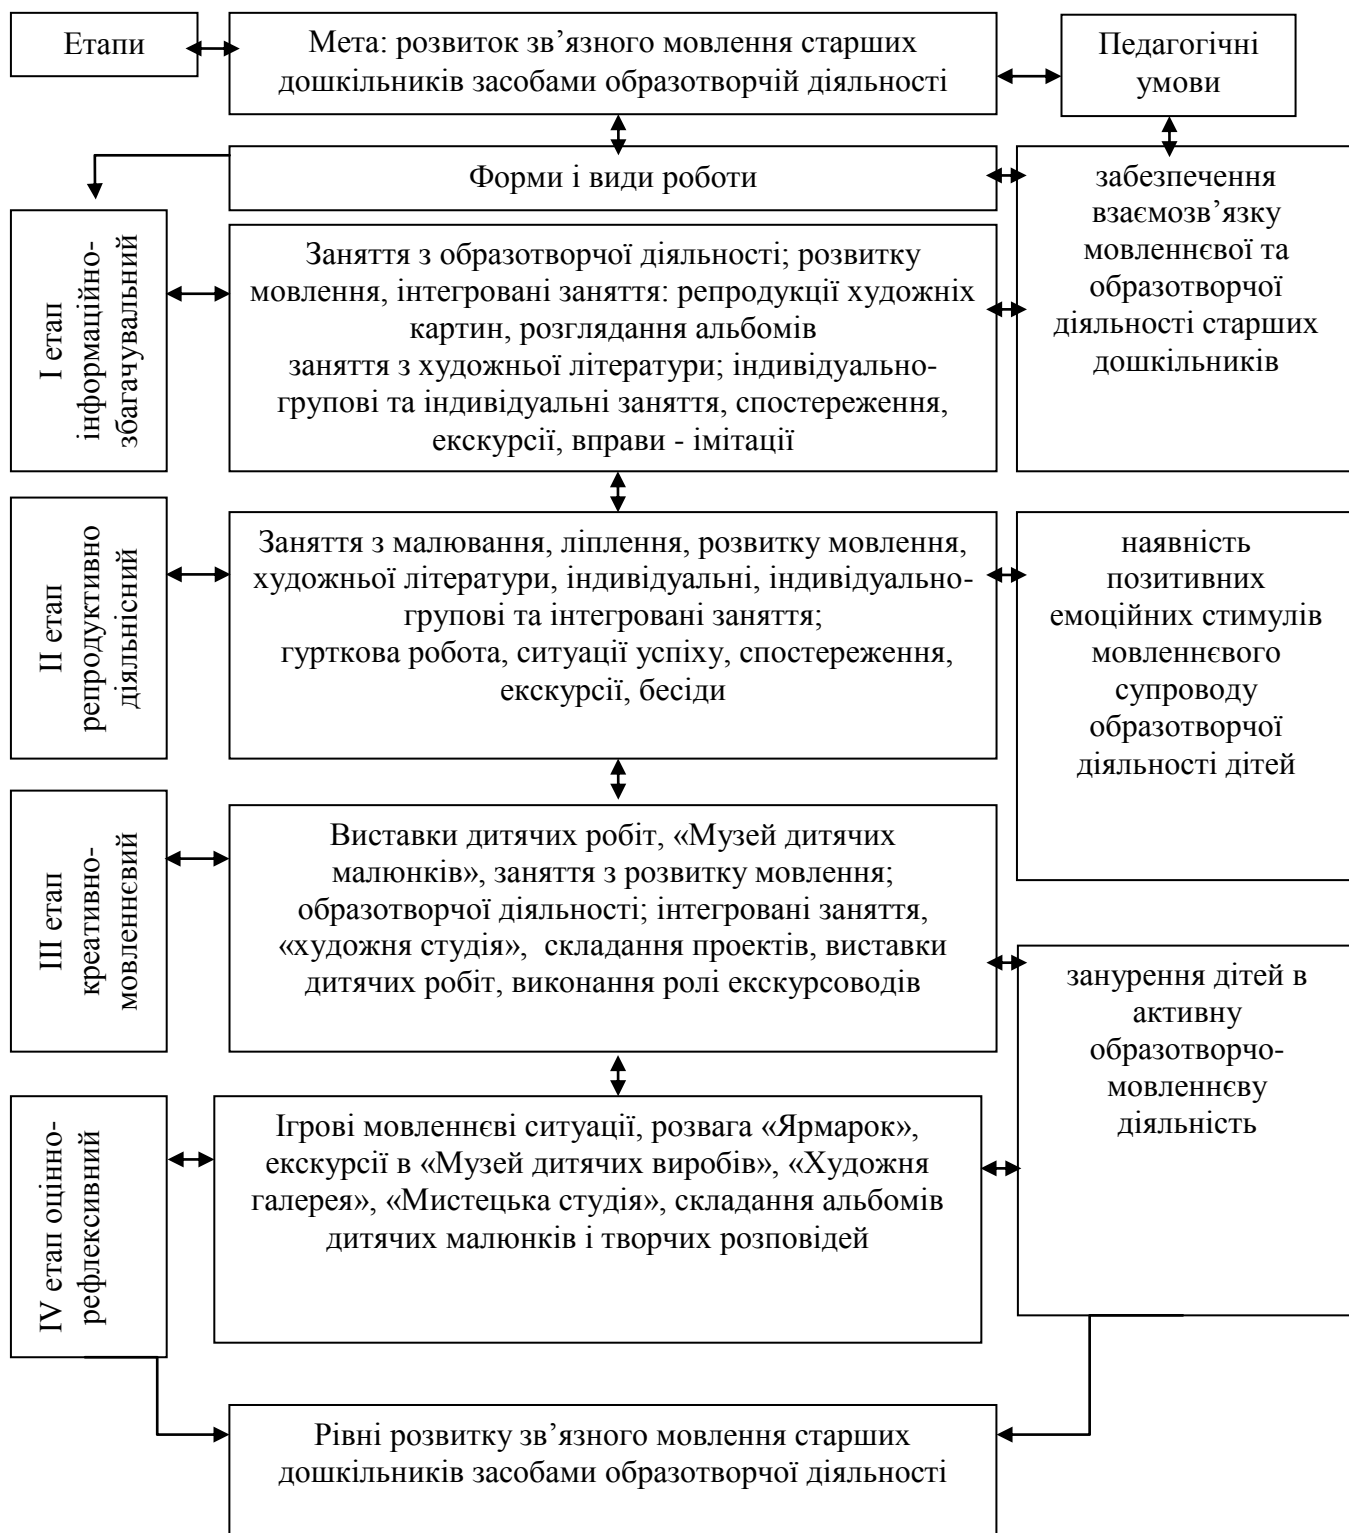 Етапи
Мета: розвиток зв’язного мовлення старших
дошкільників засобами образотворчій діяльності
Педагогічні
умови
Форми і види роботи
забезпечення
взаємозв’язку
мовленнєвої та
образотворчої
діяльності старших
дошкільників
І етап
інформаційно-
збагачувальний
Заняття з образотворчої діяльності; розвитку
мовлення, інтегровані заняття: репродукції художніх
картин, розглядання альбомів
заняття з художньої літератури; індивідуально-
групові та індивідуальні заняття, спостереження,
екскурсії, вправи - імітації
ІІ етап
репродуктивно
діяльнісний
Заняття з малювання, ліплення, розвитку мовлення,
художньої літератури, індивідуальні, індивідуально-
групові та інтегровані заняття;
гурткова робота, ситуації успіху, спостереження,
екскурсії, бесіди
наявність
позитивних
емоційних стимулів
мовленнєвого
супроводу
образотворчої
діяльності дітей
ІІІ етап
креативно-
мовленнєвий
Виставки дитячих робіт, «Музей дитячих
малюнків», заняття з розвитку мовлення;
образотворчої діяльності; інтегровані заняття,
«художня студія», складання проектів, виставки
дитячих робіт, виконання ролі екскурсоводів
занурення дітей в
активну
образотворчо-
мовленнєву
діяльність
IV етап оцінно-
рефлексивний
Ігрові мовленнєві ситуації, розвага «Ярмарок»,
екскурсії в «Музей дитячих виробів», «Художня
галерея», «Мистецька студія», складання альбомів
дитячих малюнків і творчих розповідей
Рівні розвитку зв’язного мовлення старших
дошкільників засобами образотворчої діяльності